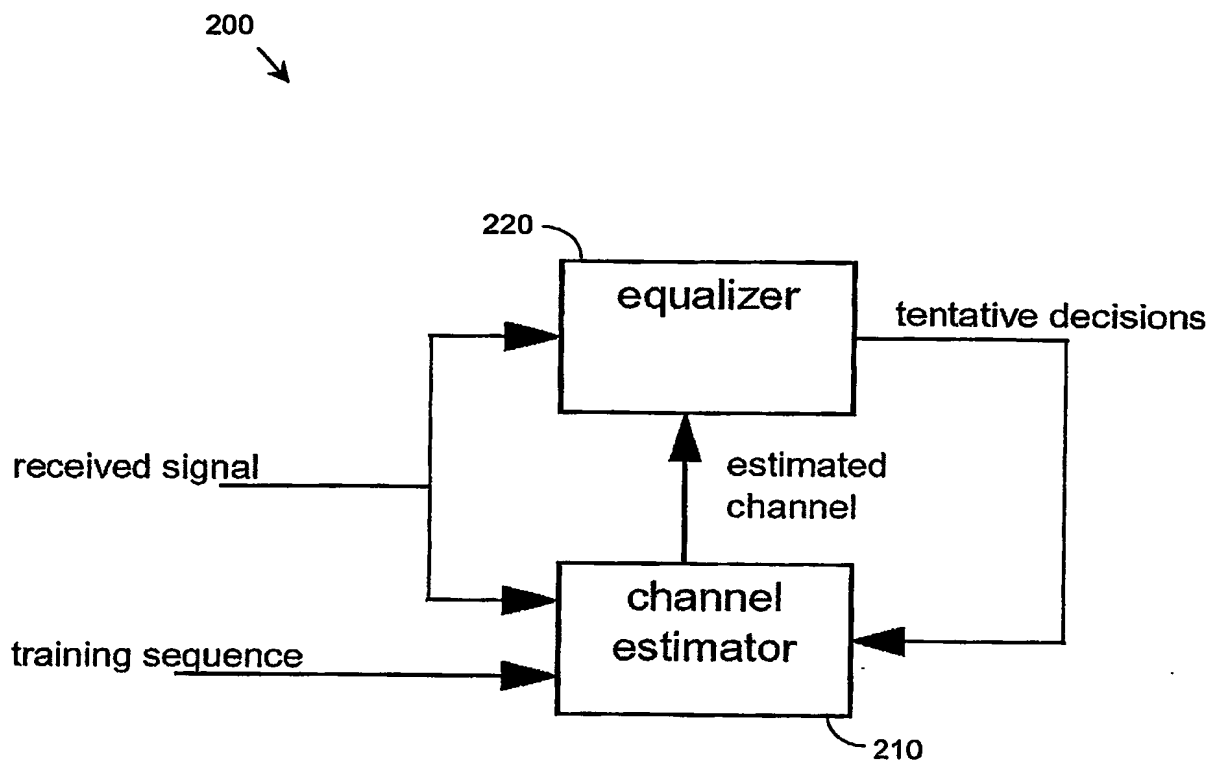 200
220
equalizer
tentative decisions
received signal
estimated
channel
channel
estimator
training sequence
210